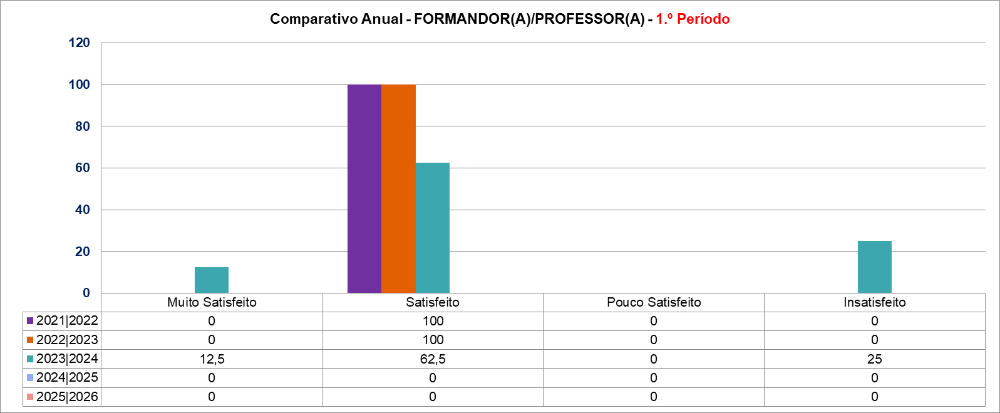 Comparativo Anual - FORMANDOR(A)/PROFESSOR(A) - 1.º Período
120
100
80
60
40
20
0
Muito Satisfeito Satisfeito Pouco Satisfeito Insatisfeito
2021|2022 0 100 0 0
2022|2023 0 100 0 0
2023|2024 12,5 62,5 0 25
2024|2025 0 0 0 0
2025|2026 0 0 0 0